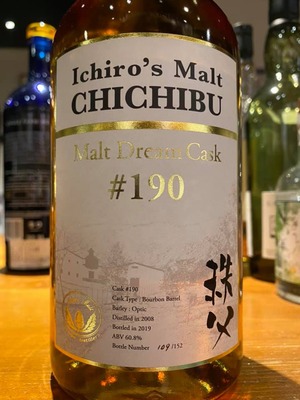 Ichiro's Malt
CHICHIBU
Malt Dream Cask
#190
秩父
Cask #190
Cask Type : Bourbon Barrel
Barley : Optic
Distilled in 2008
Bottled in 2019
ABV 60.8%
Bottle Number 109/152